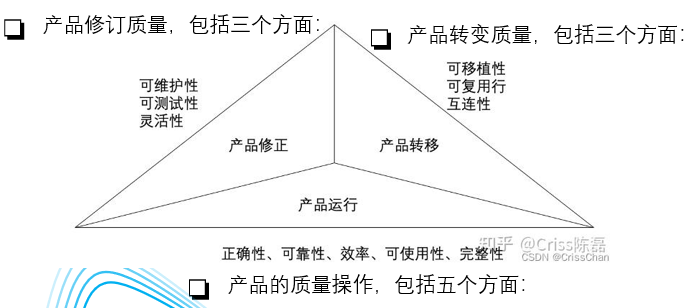 产品修订质量，包括三个方面：
产品转变质量，包括三个方面：
可维护性
可测试性
灵活性
可移植性
可复用行
互连性
产品修正
产品转移
产品运行
正确性、可靠性、效率、可使用性、完整性
知乎 @Criss陈磊
CSDN @CrissChan
产品的质量操作，包括五个方面：